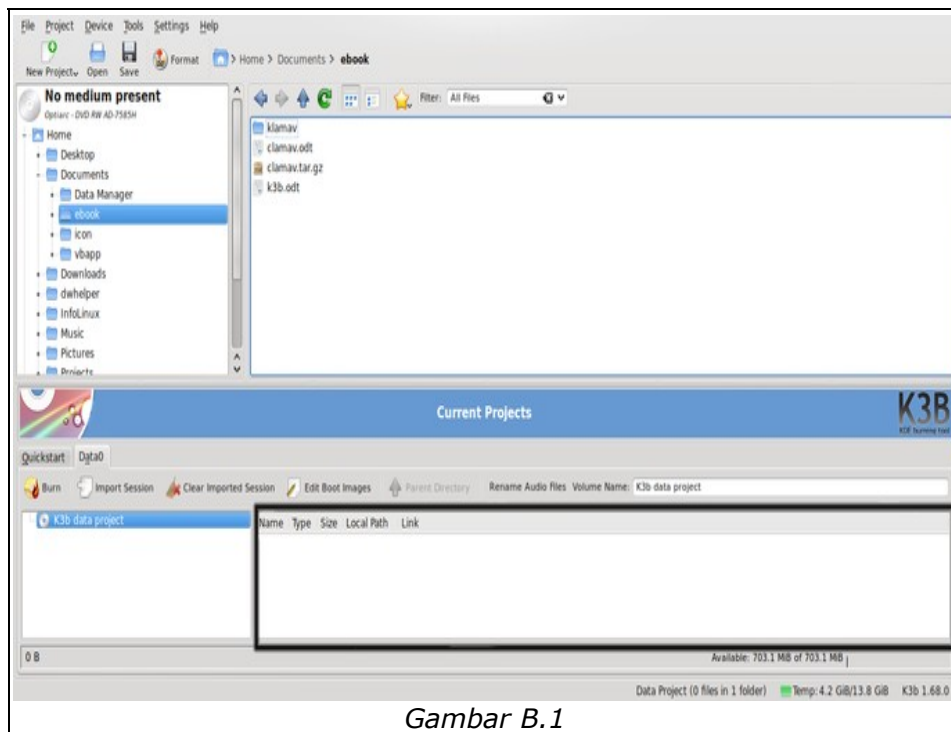 File Project Device Tools Settings Help
New Project Open Save Format > Home > Documents > ebook
No medium present
Optiarc - DVD RW AD-7585H
Filter: All Files
Home
Desktop
Documents
Data Manager
ebook
icon
vbapp
Downloads
dwhelper
InfoLinux
Music
Pictures
Projects
klamav
clamav.odt
clamav.tar.gz
k3b.odt
Current Projects
K3B
KDE burning tool
Quickstart Data0
Burn Import Session Clear Imported Session Edit Boot Images Parent Directory Rename Audio files Volume Name: K3b data project
K3b data project
Name Type Size Local Path Link
0 B
Available: 703.1 MiB of 703.1 MiB
Data Project (0 files in 1 folder) Temp: 4.2 GiB/13.8 GiB K3b 1.68.0
Gambar B.1